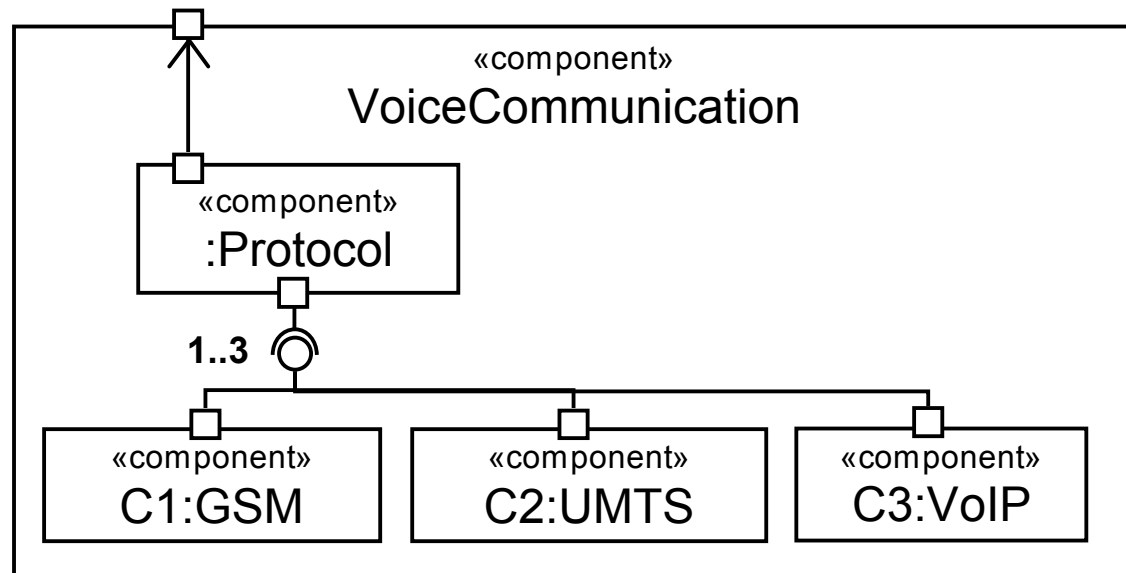 «component»
VoiceCommunication
«component»
:Protocol
1..3
«component»
C1:GSM
«component»
C2:UMTS
«component»
C3:VoIP